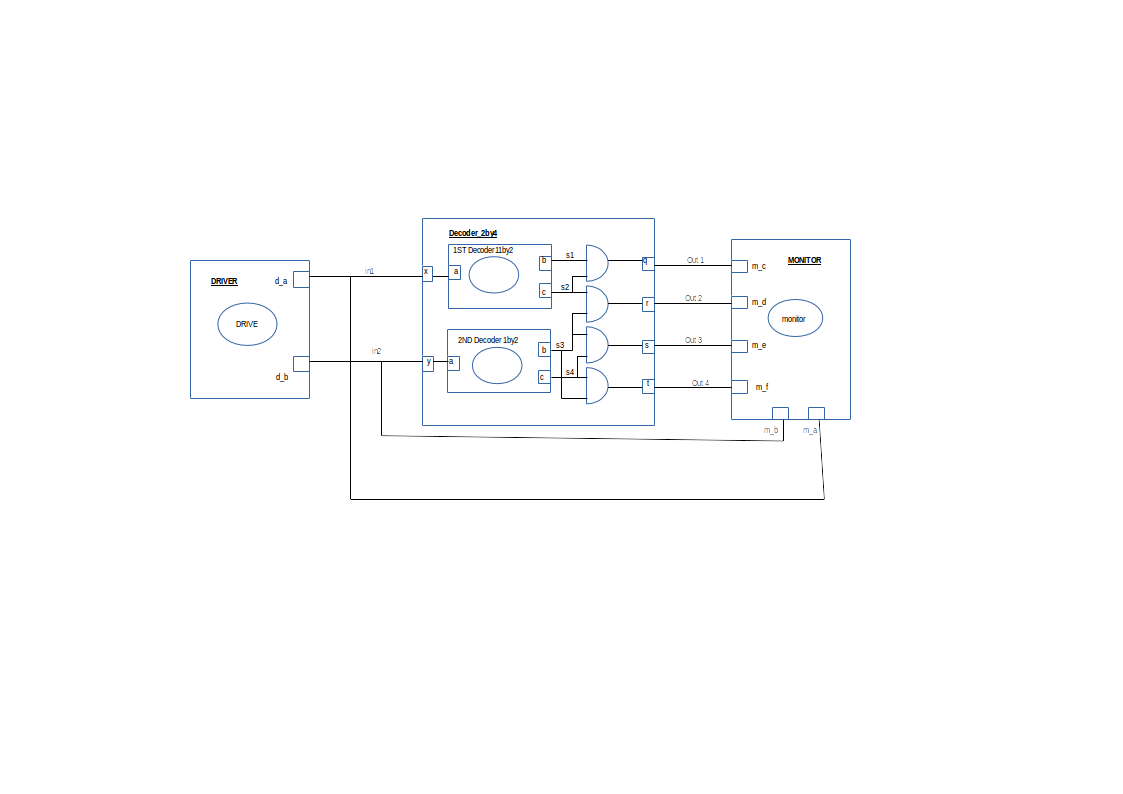 DRIVER
d_a
DRIVE
d_b
in1
in2
Decoder_2by4
1ST Decoder11by2
x
a
b
c
s1
s2
2ND Decoder 1by2
y
a
b
c
s3
s4
q
r
s
t
Out 1
Out 2
Out 3
Out 4
MONITOR
m_c
m_d
monitor
m_e
m_f
m_b
m_a